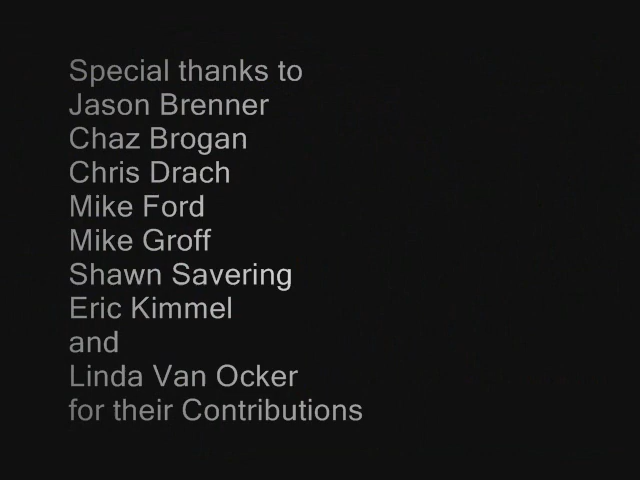 Special thanks to
Jason Brenner
Chaz Brogan
Chris Drach
Mike Ford
Mike Groff
Shawn Savering
Eric Kimmel
and
Linda Van Ocker
for their Contributions